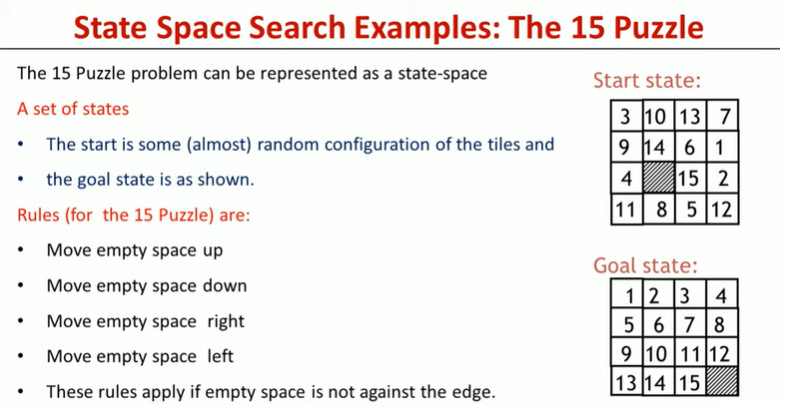 State Space Search Examples: The 15 Puzzle
The 15 Puzzle problem can be represented as a state-space
A set of states
• The start is some (almost) random configuration of the tiles and
• the goal state is as shown.
Rules (for the 15 Puzzle) are:
• Move empty space up
• Move empty space down
• Move empty space right
• Move empty space left
• These rules apply if empty space is not against the edge.
Start state:
3 10 13 7
9 14 6 1
4 15 2
11 8 5 12
Goal state:
1 2 3 4
5 6 7 8
9 10 11 12
13 14 15